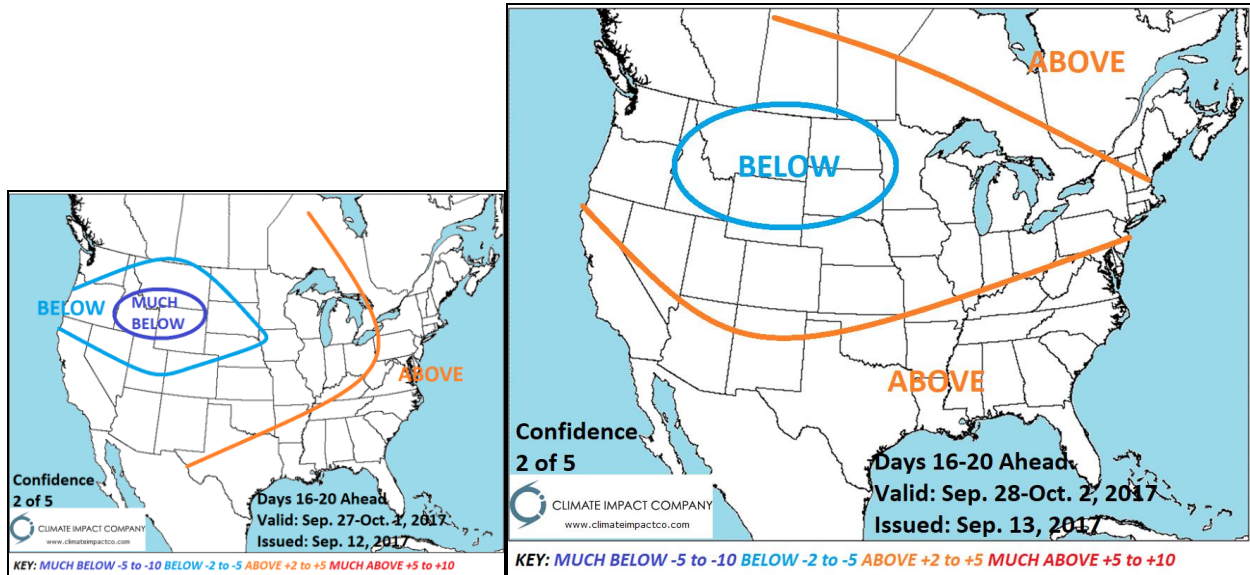 BELOW
MUCH
BELOW
ABOVE
Confidence
2 of 5
CLIMATE IMPACT COMPANY
www.climateimpactco.com
Days 16-20 Ahead
Valid: Sep. 27-Oct. 1, 2017
Issued: Sep. 12, 2017
KEY: MUCH BELOW -5 to -10 BELOW -2 to -5 ABOVE +2 to +5 MUCH ABOVE +5 to +10
ABOVE
BELOW
ABOVE
Confidence
2 of 5
CLIMATE IMPACT COMPANY
www.climateimpactco.com
Days 16-20 Ahead
Valid: Sep. 28-Oct. 2, 2017
Issued: Sep. 13, 2017
KEY: MUCH BELOW -5 to -10 BELOW -2 to -5 ABOVE +2 to +5 MUCH ABOVE +5 to +10